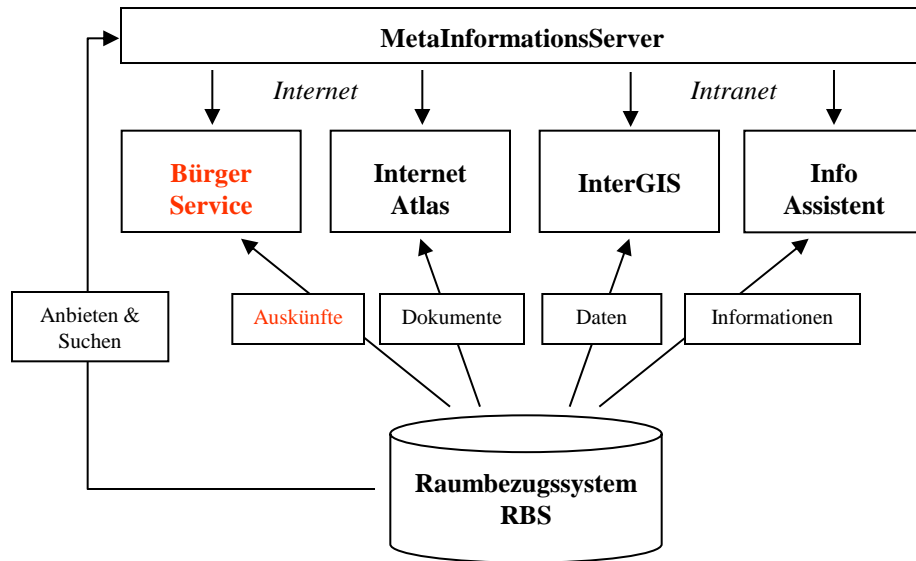 MetaInformationsServer
Internet
Intranet
Bürger
Service
Internet
Atlas
InterGIS
Info
Assistent
Anbieten &
Suchen
Auskünfte
Dokumente
Daten
Informationen
Raumbezugssystem
RBS